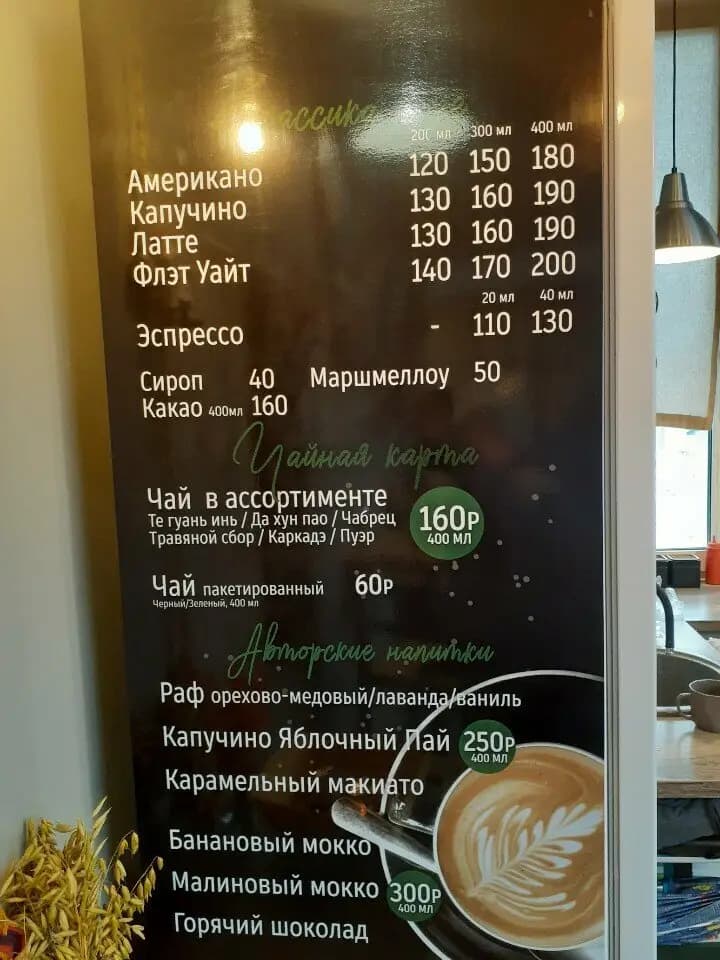 200 мл 300 мл 400 мл
Американо 120 150 180
Капучино 130 160 190
Латте 130 160 190
Флэт Уайт 140 170 200
20 мл 40 мл
Эспрессо - 110 130
Сироп 40 Маршмеллоу 50
Какао 400мл 160
Чайная карта
Чай в ассортименте
Те гуань инь / Да хун пао / Чабрец
Травяной сбор / Каркадэ / Пуэр
160Р
400 МЛ
Чай пакетированный 60Р
Черный/Зеленый, 400 мл
Авторские напитки
Раф орехово-медовый/лаванда/ваниль
Капучино Яблочный Пай 250Р
400 МЛ
Карамельный макиато
Банановый мокко
Малиновый мокко 300Р
400 МЛ
Горячий шоколад